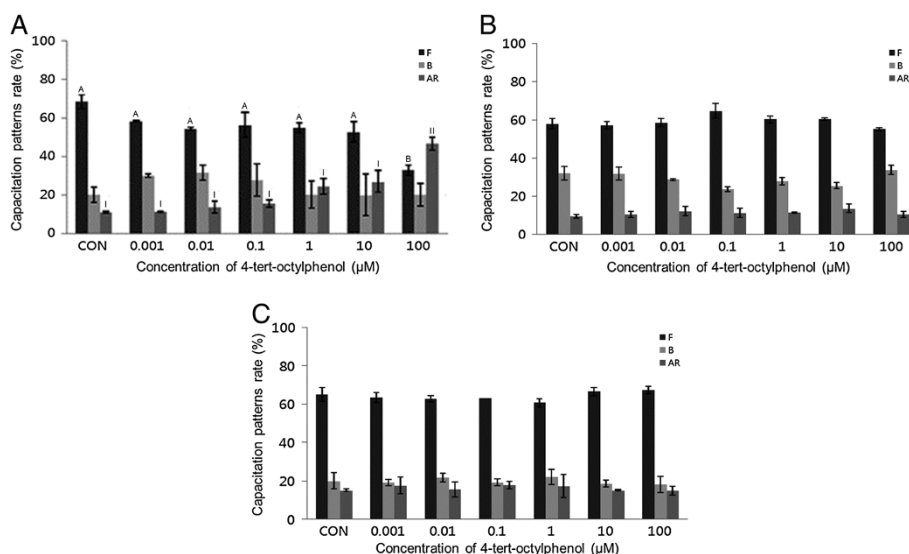 A
Capacitation patterns rate (%)
100
80
60
40
20
0
F
B
AR
A
I
A
I
A
I
A
I
A
I
A
I
B
II
CON 0.001 0.01 0.1 1 10 100
Concentration of 4-tert-octylphenol (μM)
B
Capacitation patterns rate (%)
100
80
60
40
20
0
F
B
AR
CON 0.001 0.01 0.1 1 10 100
Concentration of 4-tert-octylphenol (μM)
C
Capacitation patterns rate (%)
100
80
60
40
20
0
F
B
AR
CON 0.001 0.01 0.1 1 10 100
Concentration of 4-tert-octylphenol (μM)